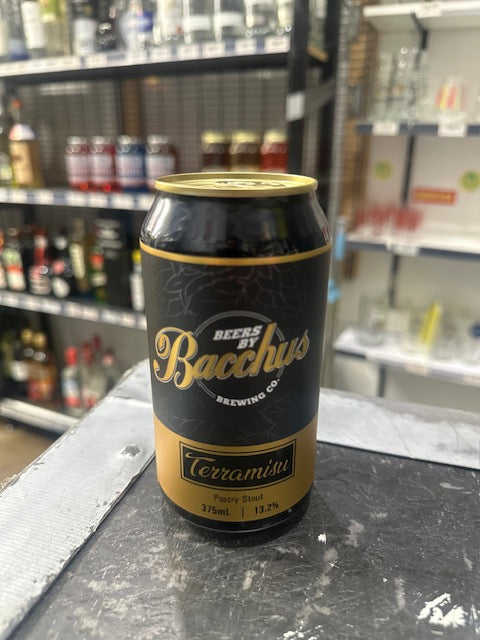 BEERS
BY
Bacchus
BREWING CO.
Terramisu
Pastry Stout
375mL | 13.2%